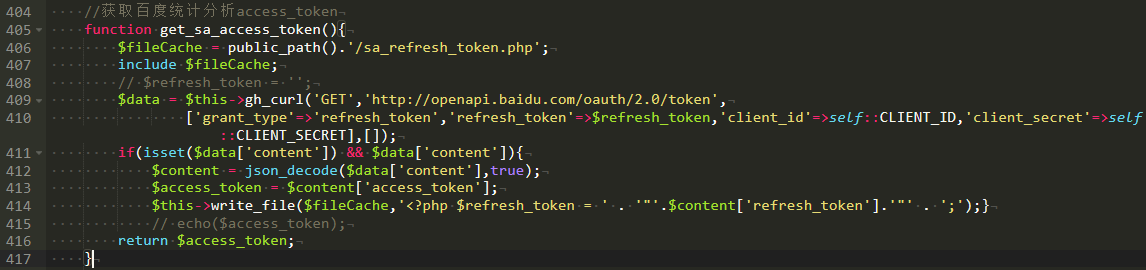 404 //获取百度统计分析access_token
405 function get_sa_access_token(){
406 $fileCache = public_path().'/sa_refresh_token.php';
407 include $fileCache;
408 // $refresh_token = '';
409 $data = $this->gh_curl('GET','http://openapi.baidu.com/oauth/2.0/token',
410 ['grant_type'=>'refresh_token','refresh_token'=>$refresh_token,'client_id'=>self::CLIENT_ID,'client_secret'=>self
::CLIENT_SECRET],[]);
411 if(isset($data['content']) && $data['content']){
412 $content = json_decode($data['content'],true);
413 $access_token = $content['access_token'];
414 $this->write_file($fileCache,'<?php $refresh_token = ' . '"'.$content['refresh_token'].'"' . ';');}
415 // echo($access_token);
416 return $access_token;
417 }